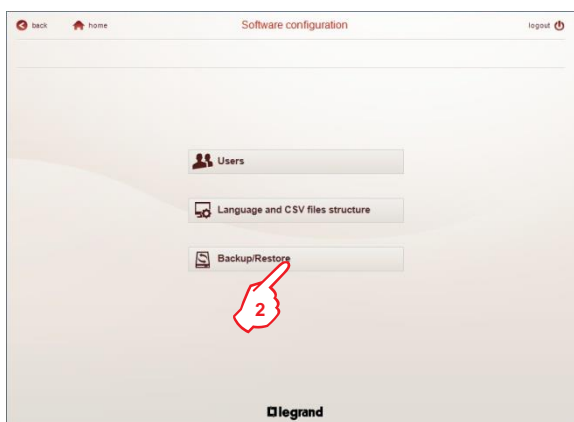 back home Software configuration logout
Users
Language and CSV files structure
Backup/Restore
2
legrand